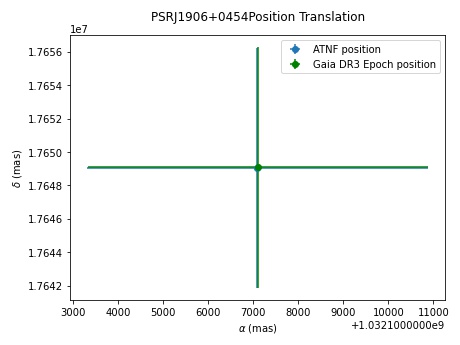 PSRJ1906+0454Position Translation
1e7
ATNF position
Gaia DR3 Epoch position
1.7656
1.7654
1.7652
1.7650
1.7648
1.7646
1.7644
1.7642
δ (mas)
3000 4000 5000 6000 7000 8000 9000 10000 11000
α (mas)
+1.0321000000e9